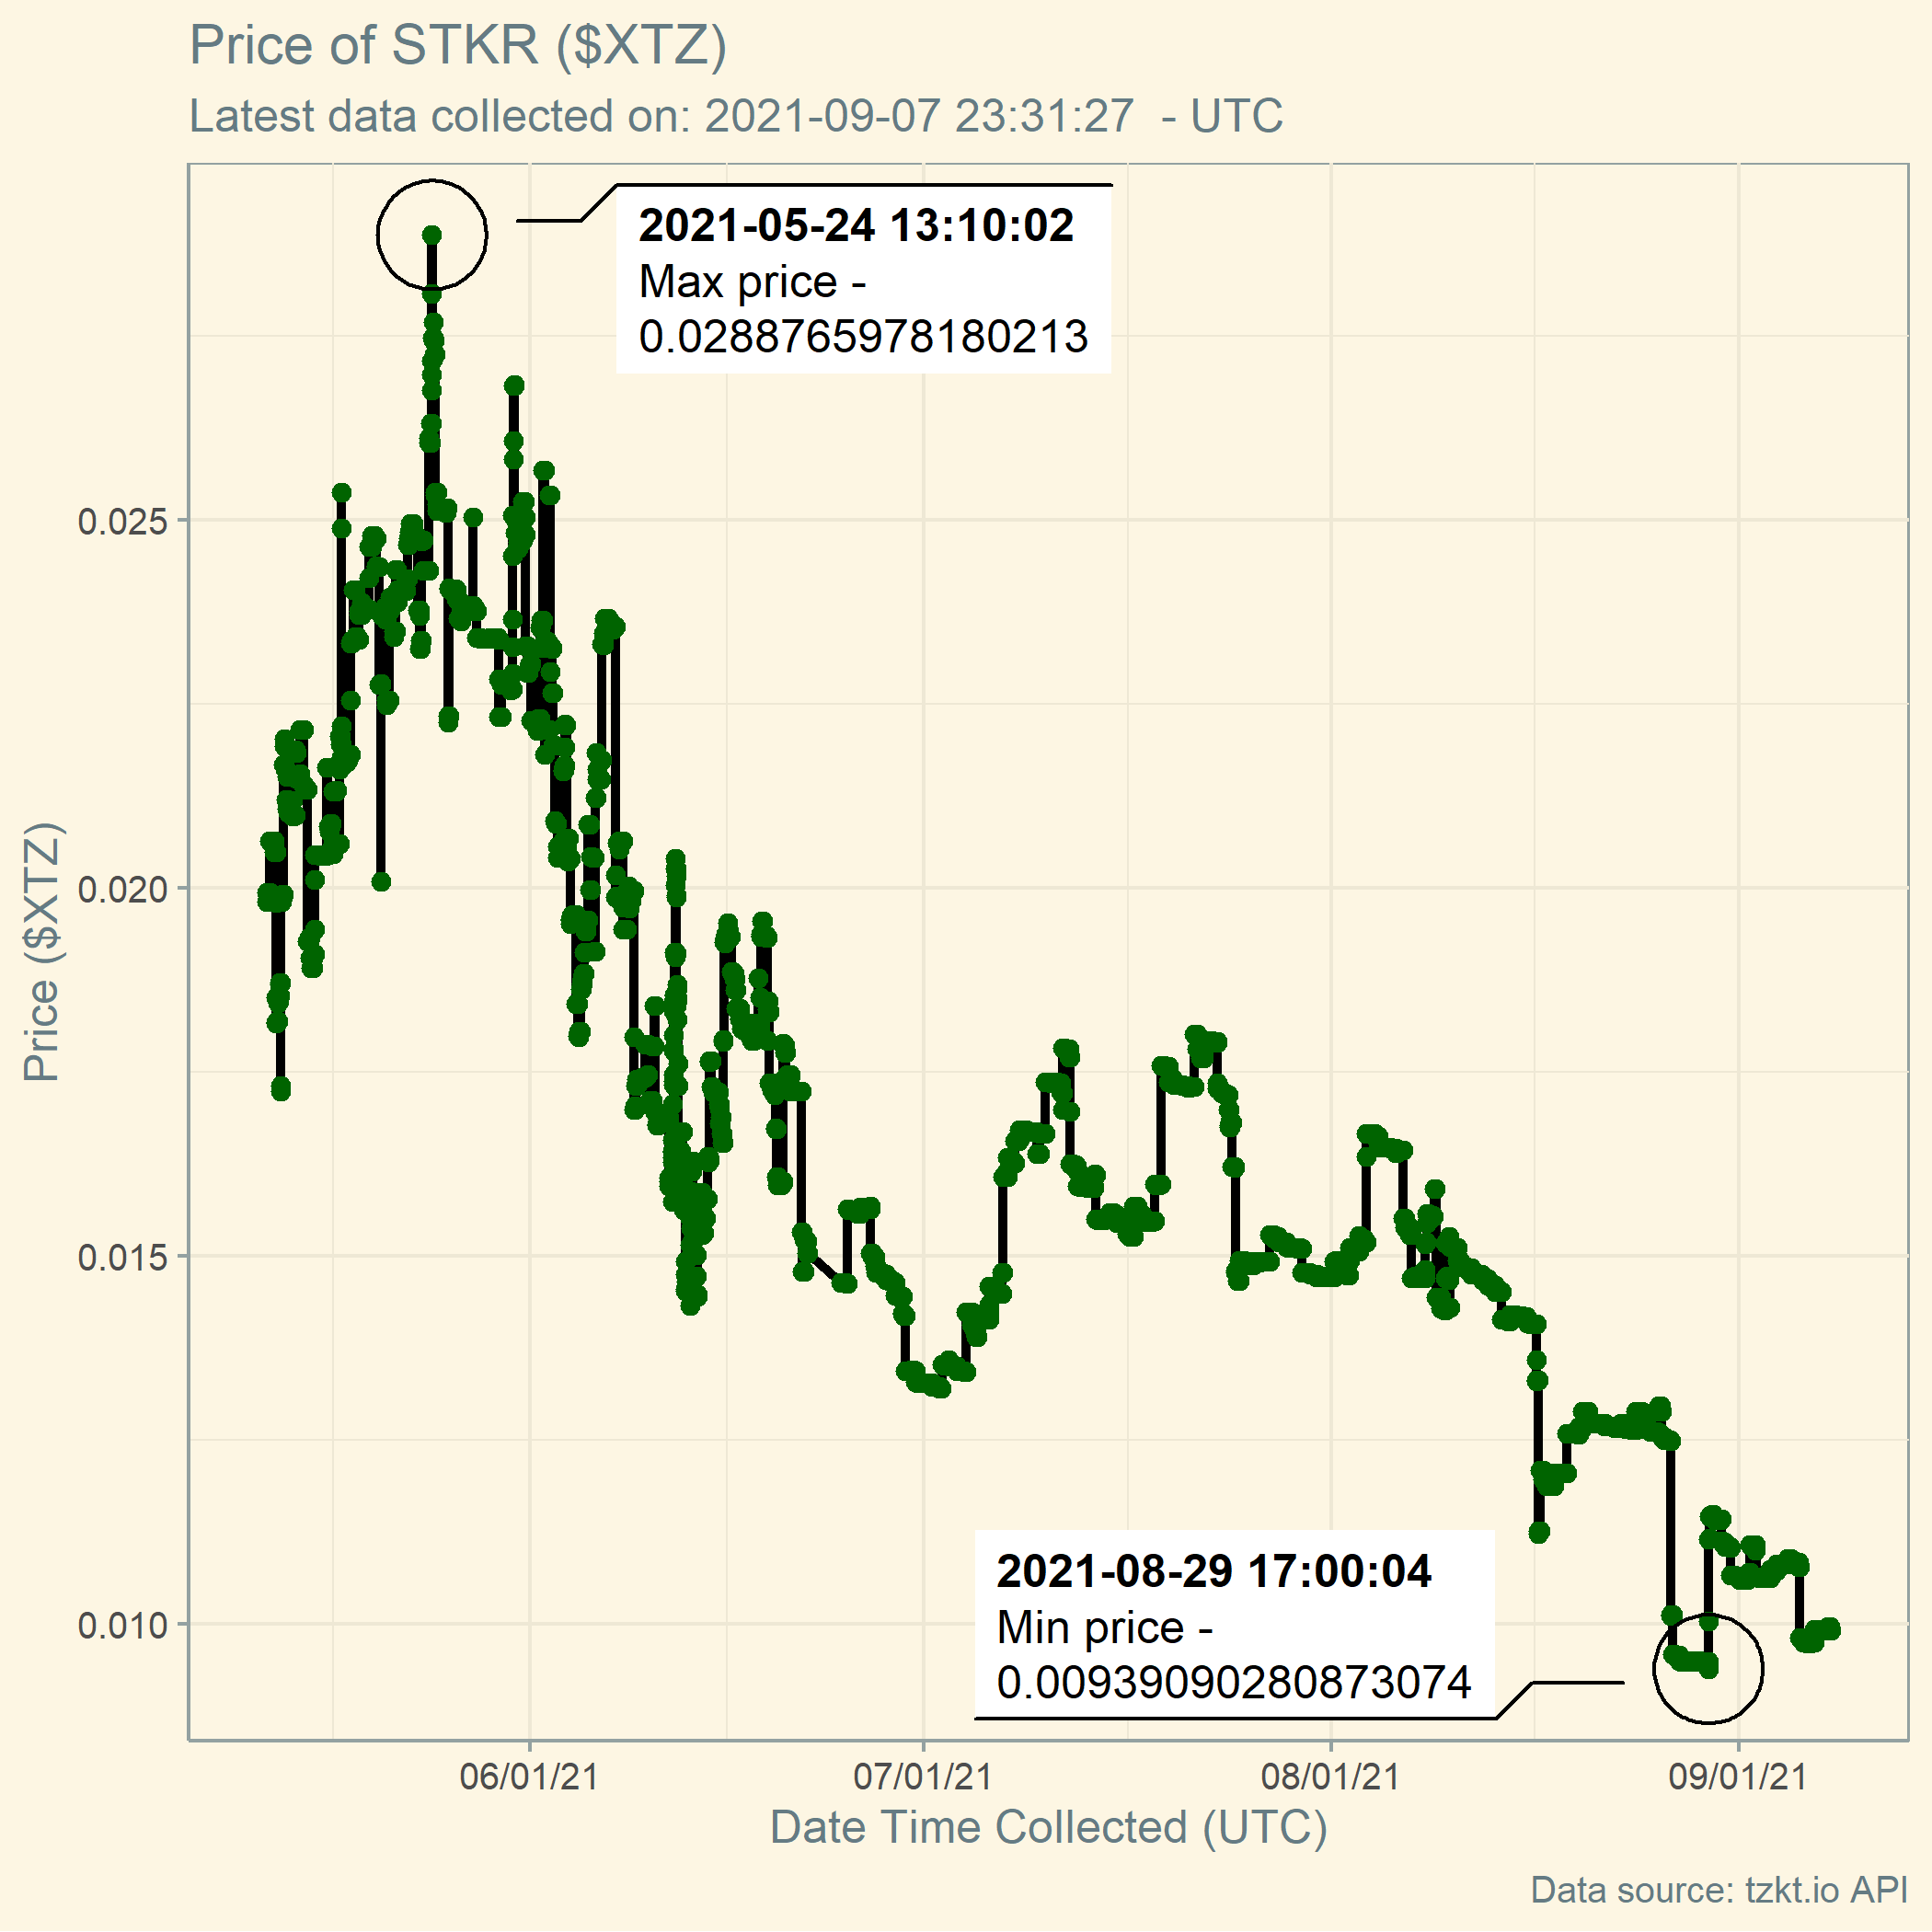 Price of STKR ($XTZ)
Latest data collected on: 2021-09-07 23:31:27  - UTC
2021-05-24 13:10:02
Max price -
0.0288765978180213
0.025
0.020
0.015
0.010
Price ($XTZ)
2021-08-29 17:00:04
Min price -
0.00939090280873074
06/01/21
07/01/21
08/01/21
09/01/21
Date Time Collected (UTC)
Data source: tzkt.io API